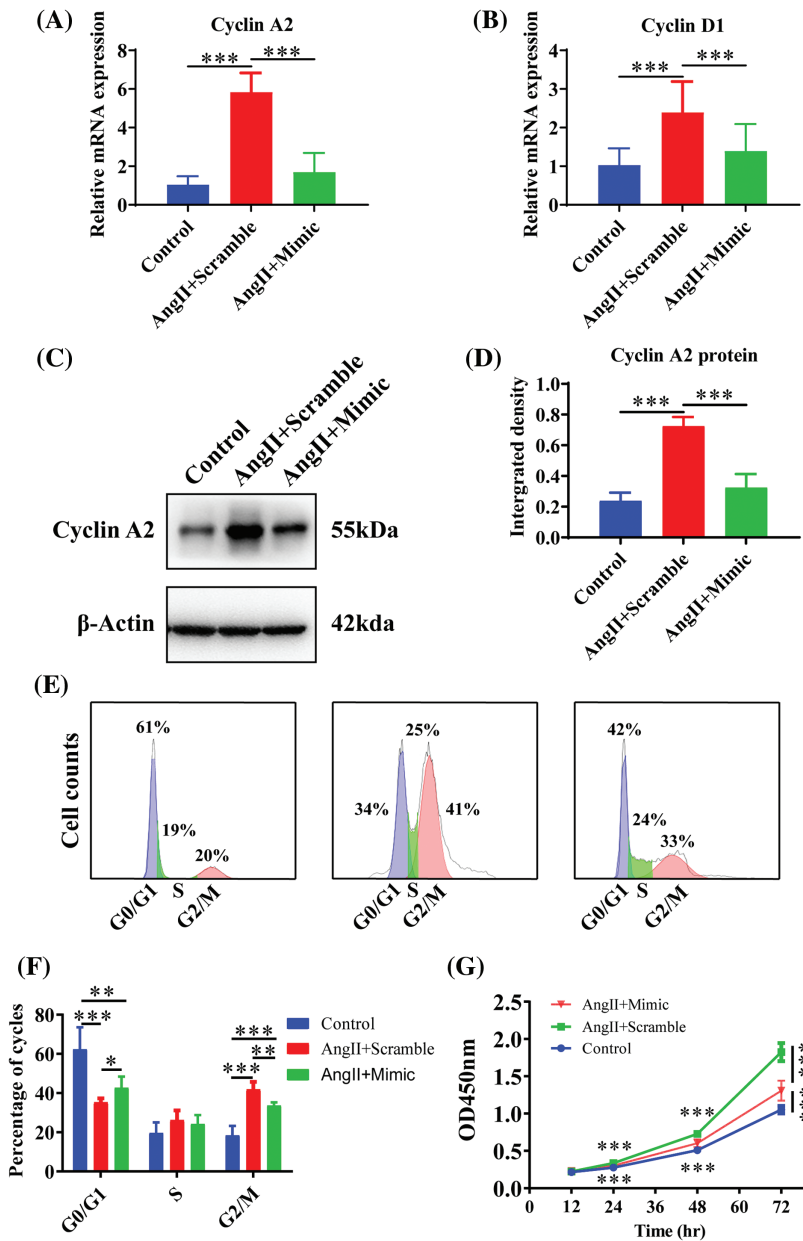 (A)
Cyclin A2
Relative mRNA expression
8
6
4
2
0
***
***
Control
AngII+Scramble
AngII+Mimic
(B)
Cyclin D1
Relative mRNA expression
4
3
2
1
0
***
***
Control
AngII+Scramble
AngII+Mimic
(C)
Control
AngII+Scramble
AngII+Mimic
Cyclin A2
55kDa
β-Actin
42kda
(D)
Cyclin A2 protein
Intergrated density
1.0
0.8
0.6
0.4
0.2
0.0
***
***
Control
AngII+Scramble
AngII+Mimic
(E)
Cell counts
61%
19%
20%
G0/G1
S
G2/M
25%
34%
41%
G0/G1
S
G2/M
42%
24%
33%
G0/G1
S
G2/M
(F)
Percentage of cycles
80
60
40
20
0
**
***
*
***
**
***
G0/G1
S
G2/M
Control
AngII+Scramble
AngII+Mimic
(G)
OD450nm
2.5
2.0
1.5
1.0
0.5
0.0
AngII+Mimic
AngII+Scramble
Control
***
***
***
***
***
***
0
12
24
36
48
60
72
Time (hr)